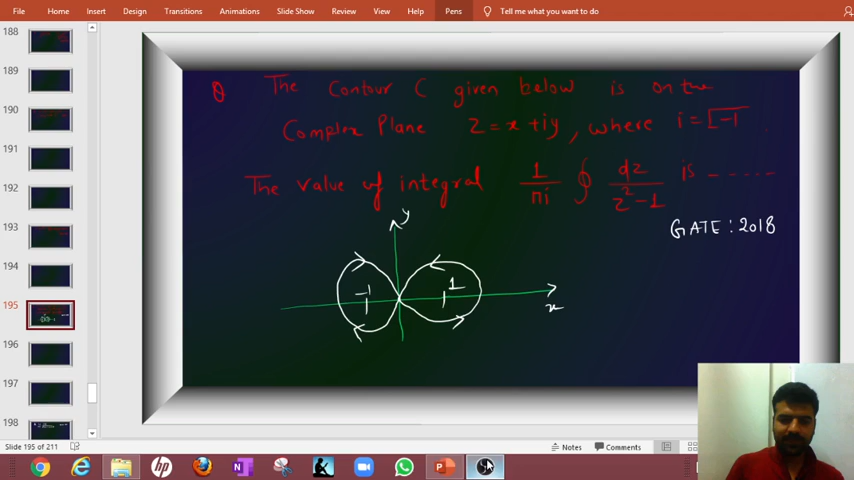 File Home Insert Design Transitions Animations Slide Show Review View Help Pens Tell me what you want to do
188
189
190
191
192
193
194
195
196
197
198
Q The Contour C given below is on the
Complex Plane z = x + iy, where i = √-1
The value of integral 1/πi ∮ dz/z²-1 is ------
GATE : 2018
y
-1
1
x
Slide 195 of 211
Notes Comments